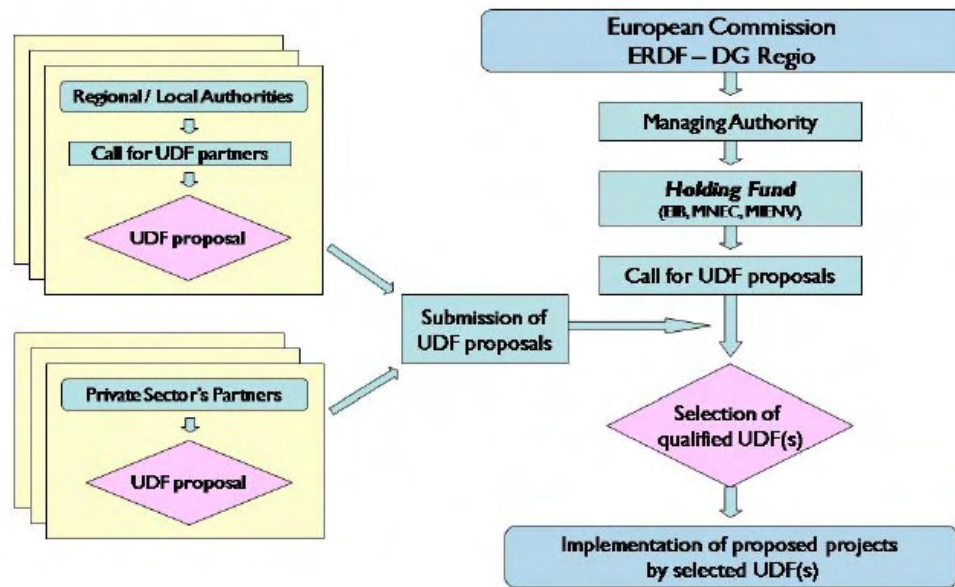 European Commission
ERDF – DG Regio
Regional / Local Authorities
Call for UDF partners
UDF proposal
Managing Authority
Holding Fund
(EIB, MNEC, MIENV)
Call for UDF proposals
Submission of
UDF proposals
Private Sector's Partners
UDF proposal
Selection of
qualified UDF(s)
Implementation of proposed projects
by selected UDF(s)